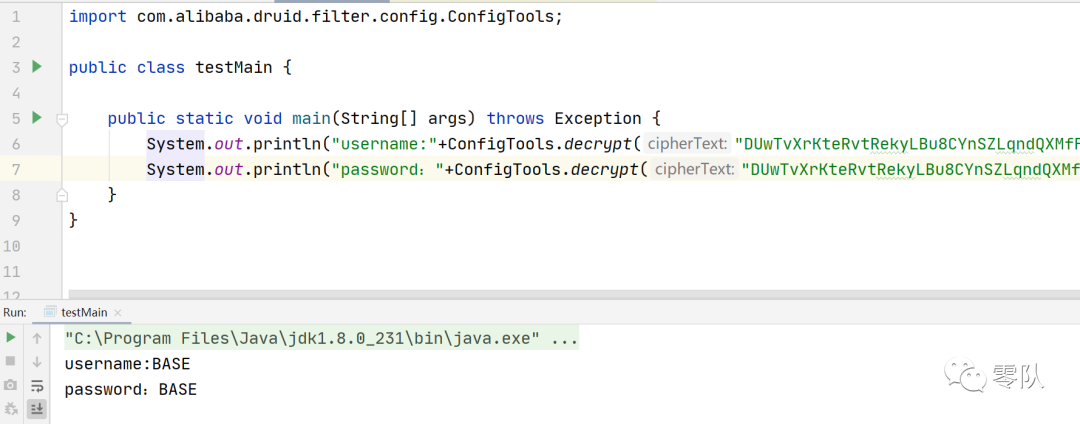 1 import com.alibaba.druid.filter.config.ConfigTools;
2
3 public class testMain {
4
5 public static void main(String[] args) throws Exception {
6 System.out.println("username:"+ConfigTools.decrypt( cipherText: "DUwTvXrKteRvtRekyLBu8CYnSZLqndQXMfF
7 System.out.println("password："+ConfigTools.decrypt( cipherText: "DUwTvXrKteRvtRekyLBu8CYnSZLqndQXMf
8 }
9 }
10
11
12
Run: testMain ×
"C:\Program Files\Java\jdk1.8.0_231\bin\java.exe" ...
username:BASE
password：BASE
零队